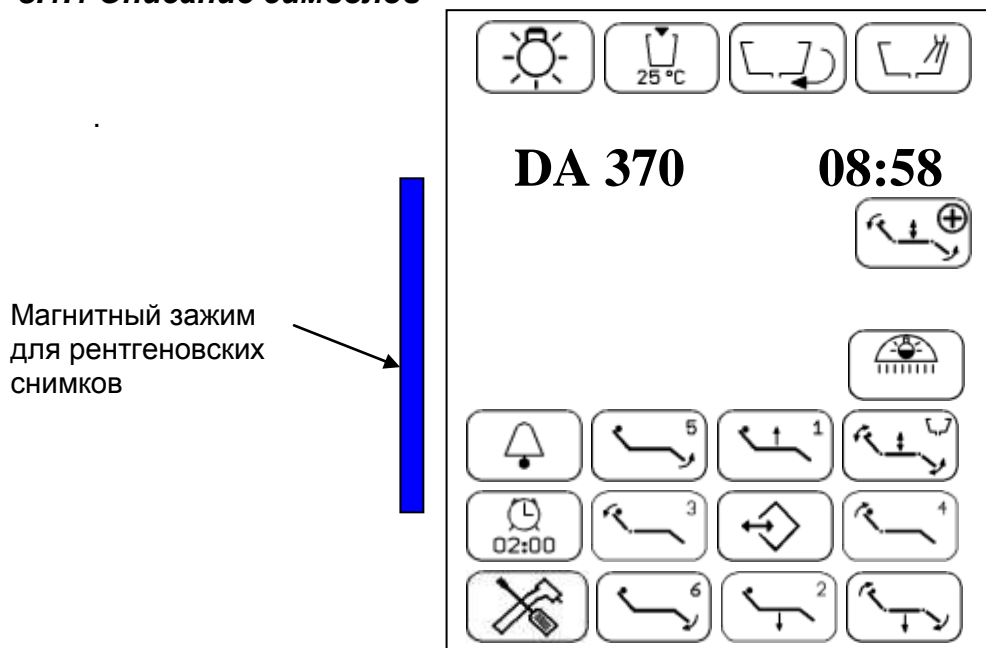 25 °C
.
DA 370 08:58
Магнитный зажим
для рентгеновских
снимков
5 1
02:00 3 4
6 2